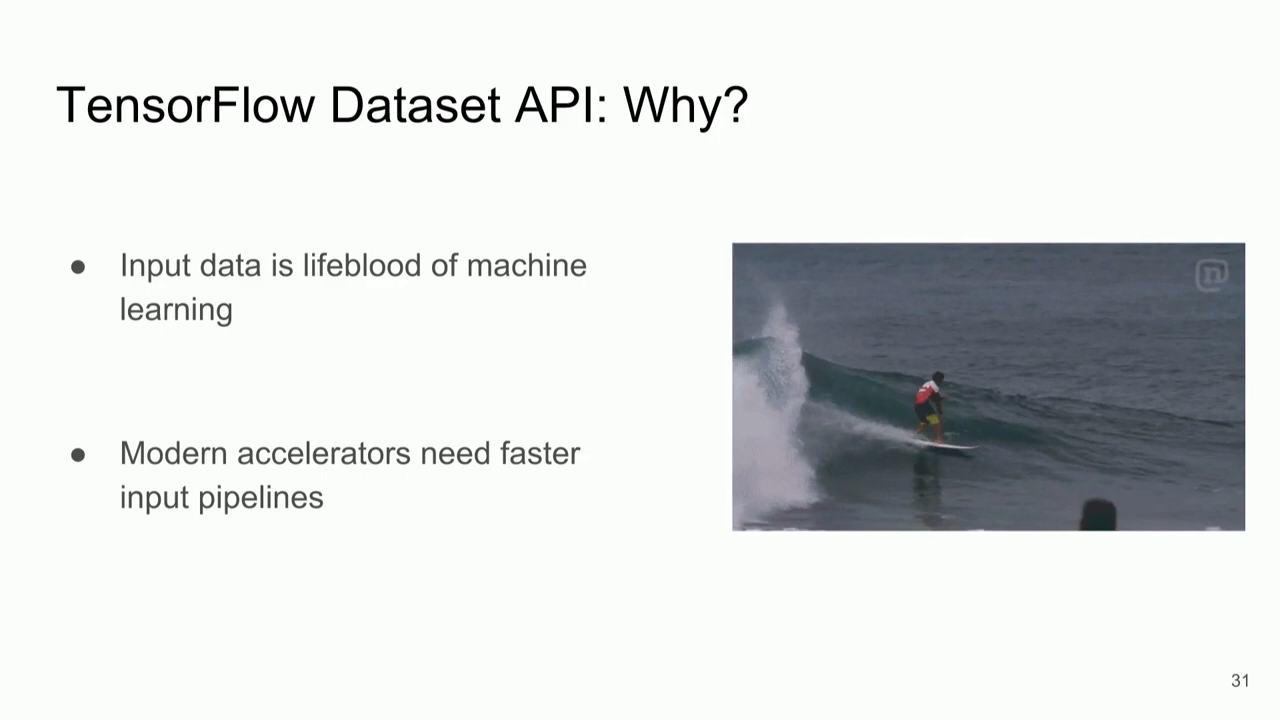 TensorFlow Dataset API: Why?
● Input data is lifeblood of machine
learning
● Modern accelerators need faster
input pipelines
n
31